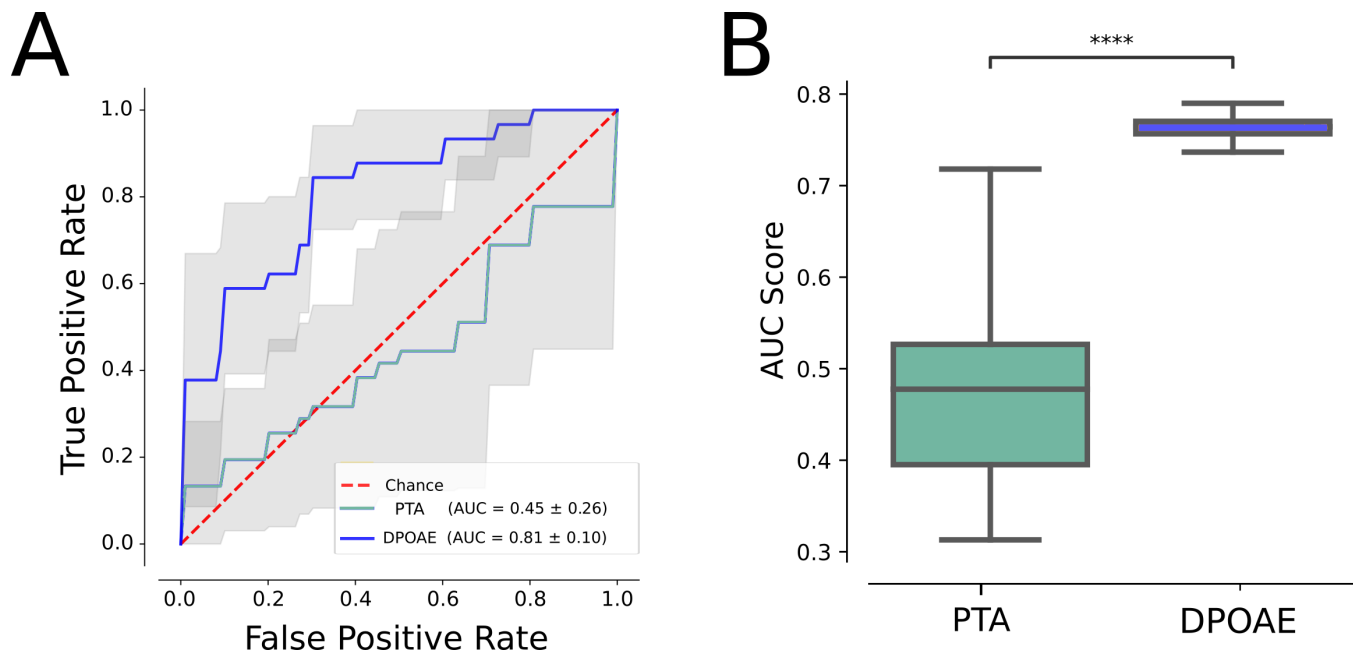 A
True Positive Rate
1.0
0.8
0.6
0.4
0.2
0.0
Chance
PTA (AUC = 0.45 ± 0.26)
DPOAE (AUC = 0.81 ± 0.10)
0.0 0.2 0.4 0.6 0.8 1.0
False Positive Rate
B
****
AUC Score
0.8
0.7
0.6
0.5
0.4
0.3
PTA DPOAE